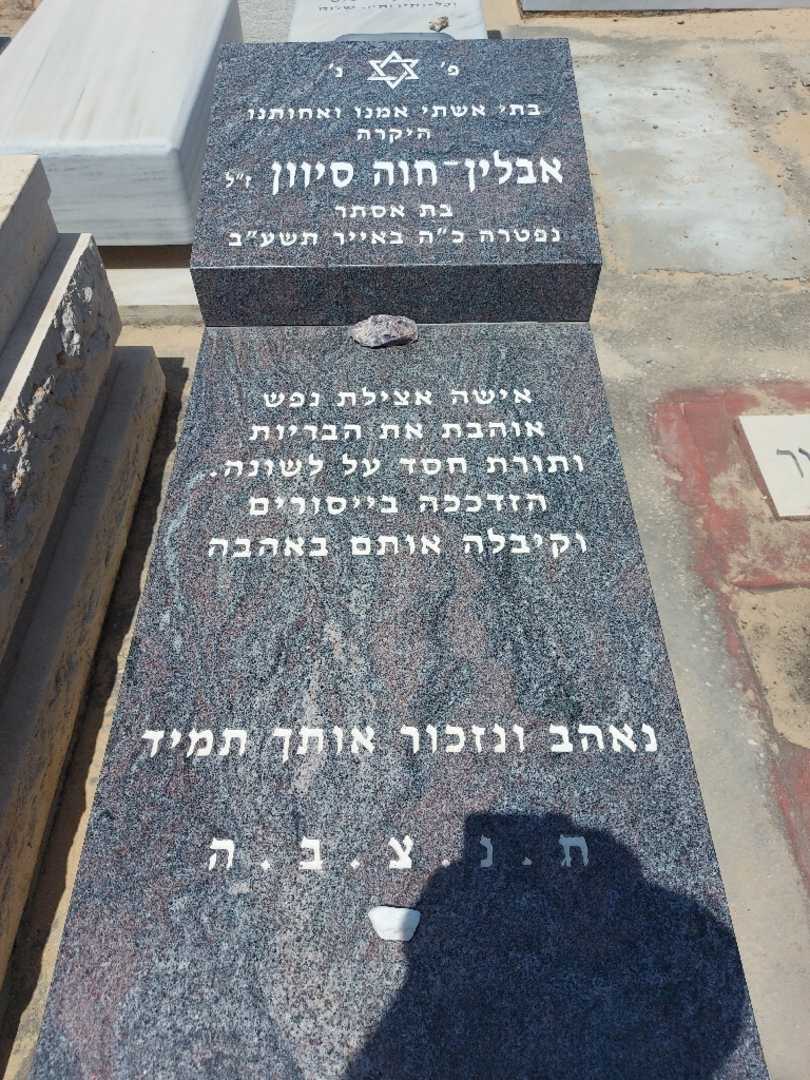 פ' נ'
בתי אשתי אמנו ואחותנו
היקרה
אבלין-חוה סיוון ז"ל
בת אסתר
נפטרה כ"ה באייר תשע"ב
אישה אצילת נפש
אוהבת את הבריות
ותורת חסד על לשונה.
הזדככה בייסורים
וקיבלה אותם באהבה
נאהב ונזכור אותך תמיד
ת.נ.צ.ב.ה